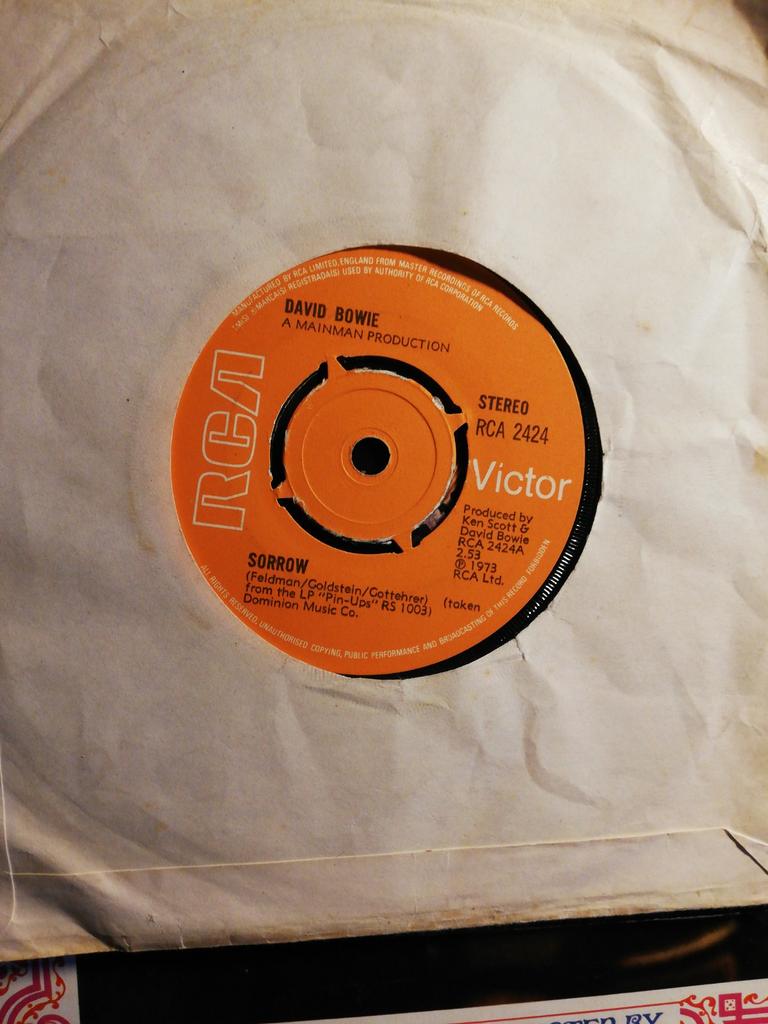 MANUFACTURED BY RCA LIMITED, ENGLAND FROM MASTER RECORDINGS OF RCA RECORDS
TM(S) ® MARCA(S) REGISTRADA(S) USED BY AUTHORITY OF RCA CORPORATION
DAVID BOWIE
A MAINMAN PRODUCTION
RCA
STEREO
RCA 2424
Victor
Produced by
Ken Scott &
David Bowie
RCA 2424A
2.53
Ⓟ 1973
RCA Ltd.
SORROW
(Feldman/Goldstein/Gottehrer) (taken
from the LP "Pin-Ups" RS 1003)
Dominion Music Co.
ALL RIGHTS RESERVED. UNAUTHORISED COPYING, PUBLIC PERFORMANCE AND BROADCASTING OF THIS RECORD FORBIDDEN
BY